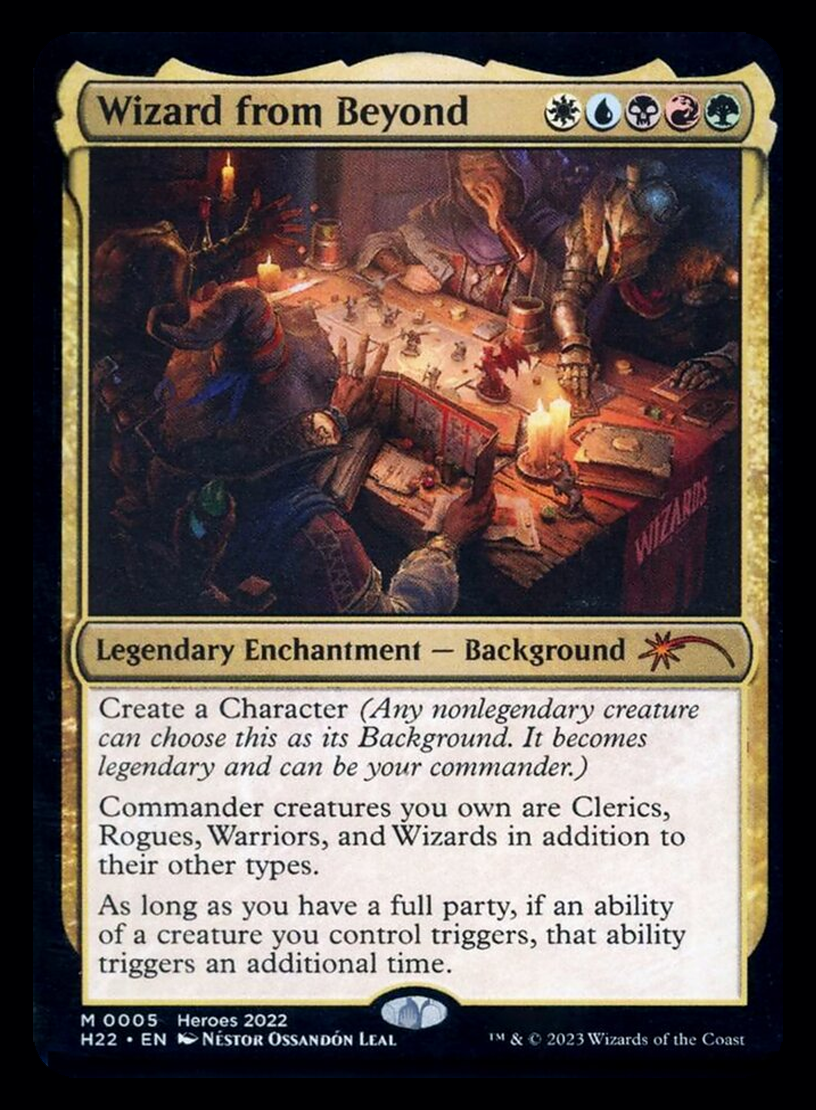 Wizard from Beyond
WIZARDS
Legendary Enchantment — Background
Create a Character (Any nonlegendary creature
can choose this as its Background. It becomes
legendary and can be your commander.)
Commander creatures you own are Clerics,
Rogues, Warriors, and Wizards in addition to
their other types.
As long as you have a full party, if an ability
of a creature you control triggers, that ability
triggers an additional time.
M 0005 Heroes 2022
H22 • EN NÉSTOR OSSANDÓN LEAL
™ & © 2023 Wizards of the Coast